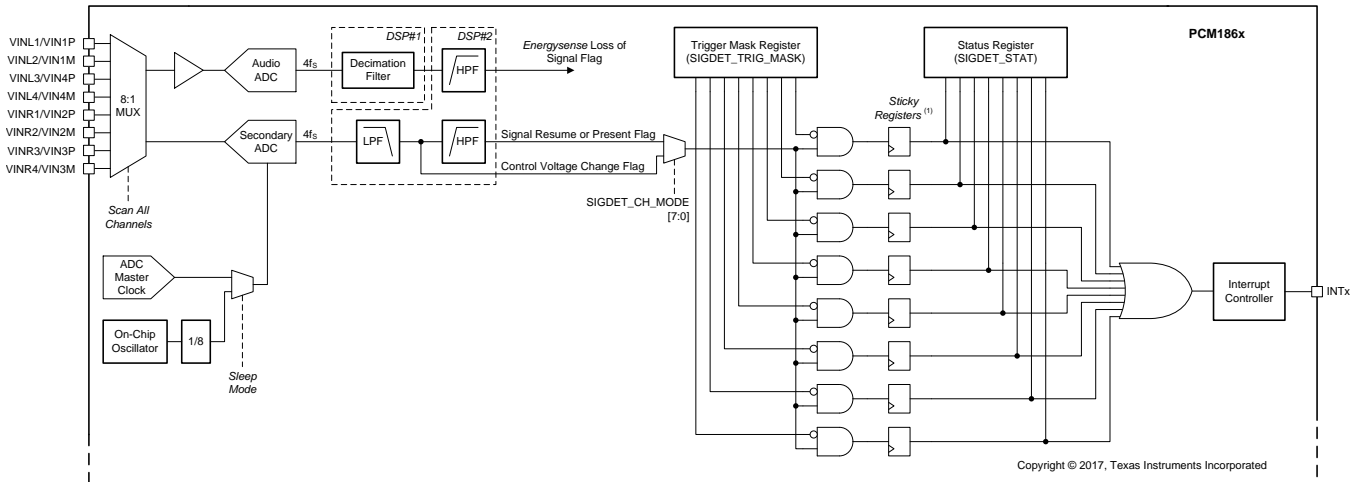 PCM186x
VINL1/VIN1P
VINL2/VIN1M
VINL3/VIN4P
VINL4/VIN4M
VINR1/VIN2P
VINR2/VIN2M
VINR3/VIN3P
VINR4/VIN3M
8:1
MUX
Scan All
Channels
Audio
ADC
4fS
DSP#1
Decimation
Filter
DSP#2
HPF
Energysense Loss of
Signal Flag
Secondary
ADC
4fS
LPF
HPF
Signal Resume or Present Flag
Control Voltage Change Flag
SIGDET_CH_MODE
[7:0]
ADC
Master
Clock
On-Chip
Oscillator
1/8
Sleep
Mode
Trigger Mask Register
(SIGDET_TRIG_MASK)
Status Register
(SIGDET_STAT)
Sticky
Registers (1)
Interrupt
Controller
INTx
Copyright © 2017, Texas Instruments Incorporated